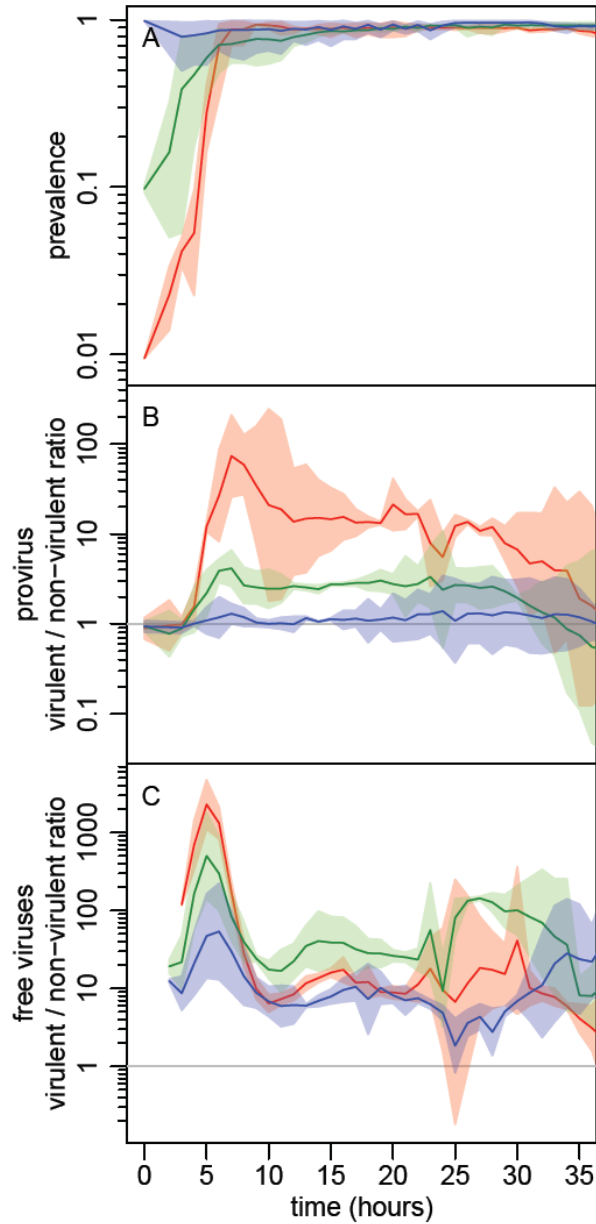 A
prevalence
1
0.1
0.01
B
provirus
virulent / non−virulent ratio
100
10
1
0.1
C
free viruses
virulent / non−virulent ratio
1000
100
10
1
0 5 10 15 20 25 30 35
time (hours)